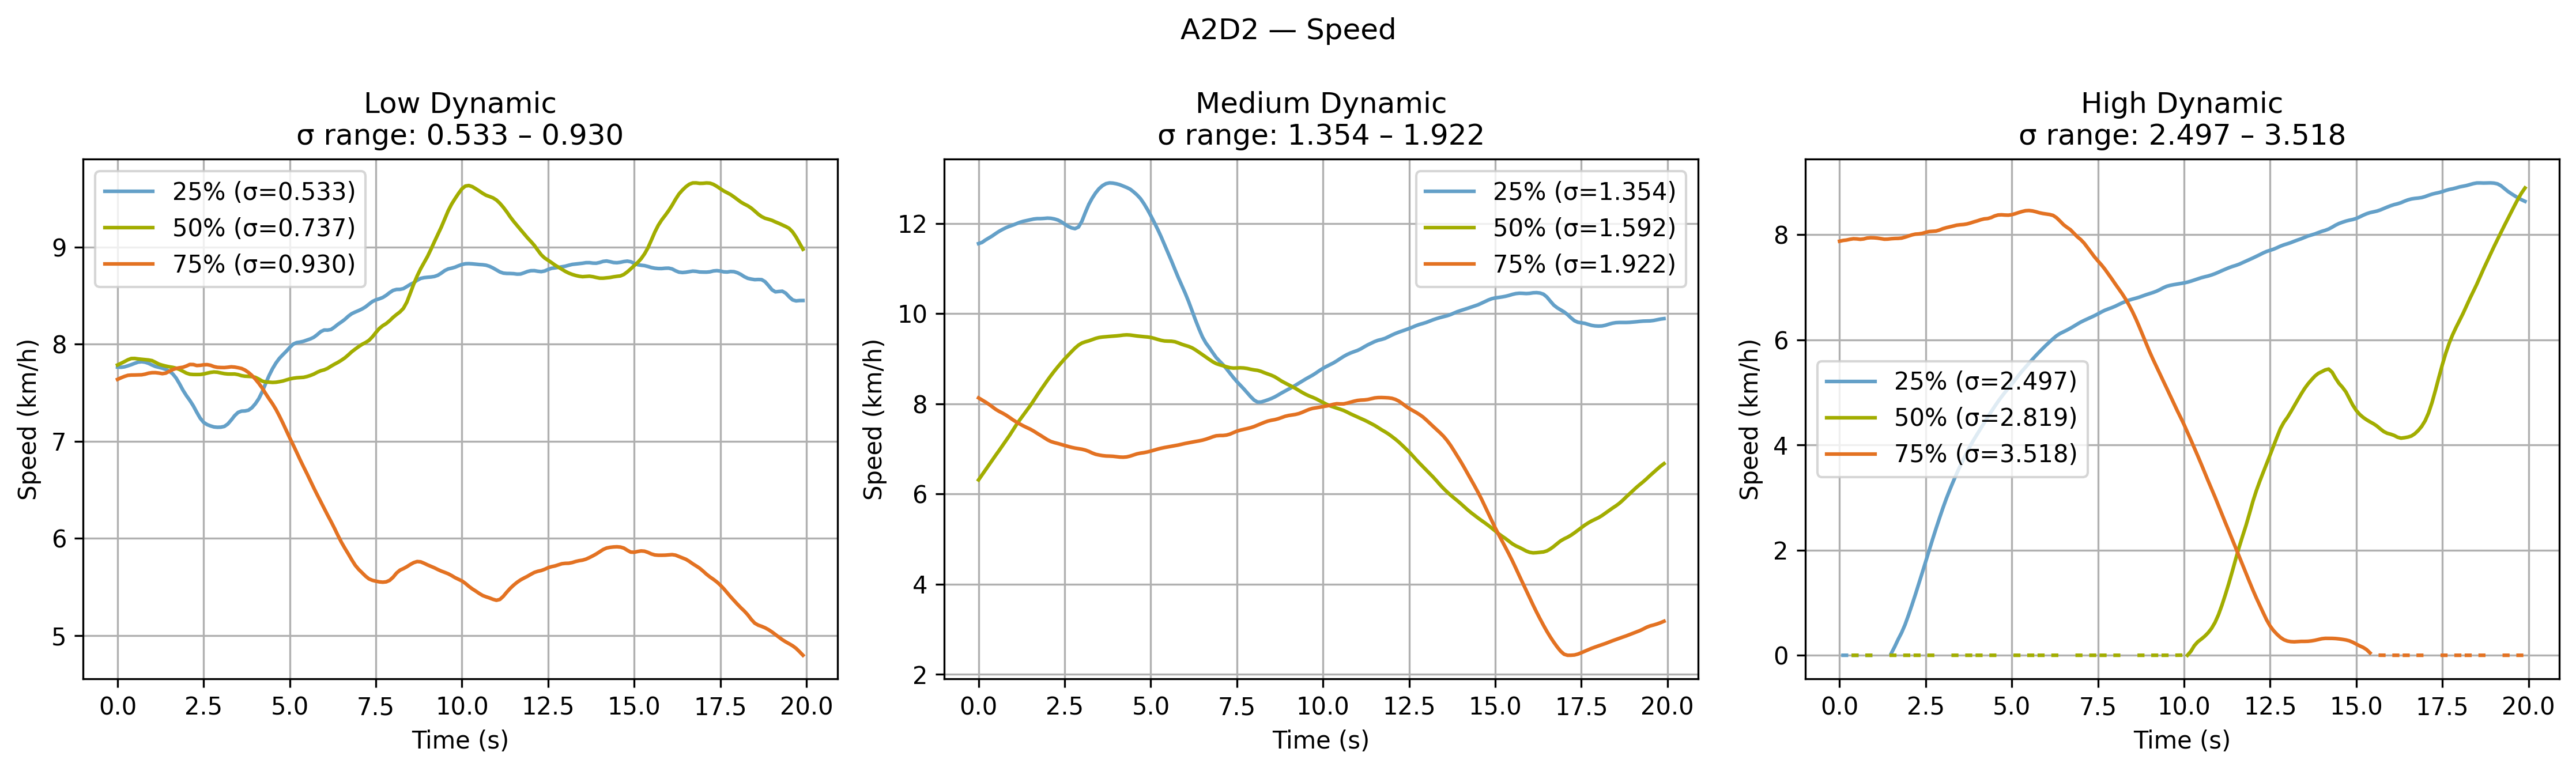 A2D2 — Speed
Low Dynamic
σ range: 0.533 – 0.930
25% (σ=0.533)
50% (σ=0.737)
75% (σ=0.930)
Speed (km/h)
9
8
7
6
5
0.0 2.5 5.0 7.5 10.0 12.5 15.0 17.5 20.0
Time (s)
Medium Dynamic
σ range: 1.354 – 1.922
25% (σ=1.354)
50% (σ=1.592)
75% (σ=1.922)
Speed (km/h)
12
10
8
6
4
2
0.0 2.5 5.0 7.5 10.0 12.5 15.0 17.5 20.0
Time (s)
High Dynamic
σ range: 2.497 – 3.518
25% (σ=2.497)
50% (σ=2.819)
75% (σ=3.518)
Speed (km/h)
8
6
4
2
0
0.0 2.5 5.0 7.5 10.0 12.5 15.0 17.5 20.0
Time (s)